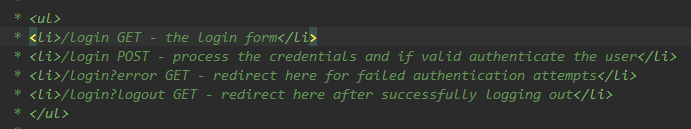 *
* <ul>
* <li>/login GET - the login form</li>
* <li>/login POST - process the credentials and if valid authenticate the user</li>
* <li>/login?error GET - redirect here for failed authentication attempts</li>
* <li>/login?logout GET - redirect here after successfully logging out</li>
* </ul>
*